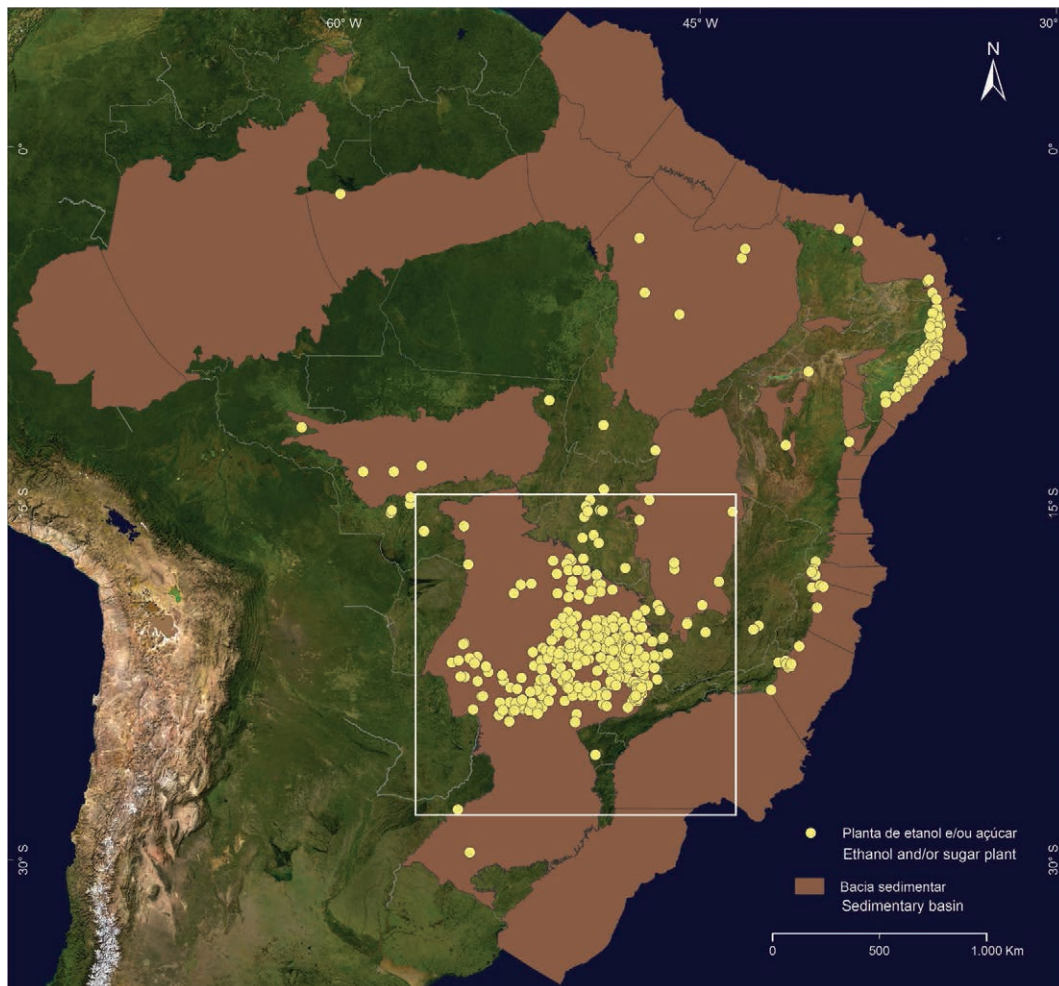 60° W
45° W
30°
N
0°
0°
5° S
15° S
30° S
30° S
Planta de etanol e/ou açúcar
Ethanol and/or sugar plant
Bacia sedimentar
Sedimentary basin
0 500 1.000 Km